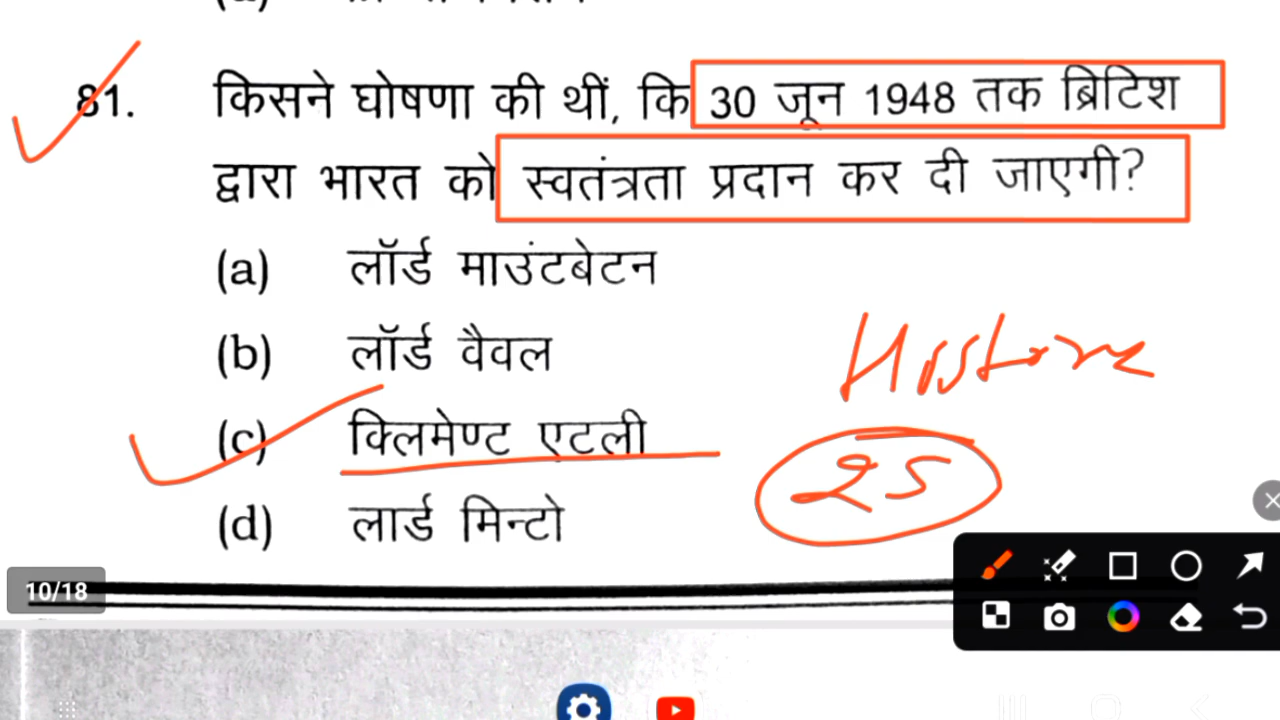 81. किसने घोषणा की थीं, कि 30 जून 1948 तक ब्रिटिश
द्वारा भारत को स्वतंत्रता प्रदान कर दी जाएगी?
(a) लॉर्ड माउंटबेटन
(b) लॉर्ड वैवल
(c) क्लिमेण्ट एटली
(d) लार्ड मिन्टो
25
10/18